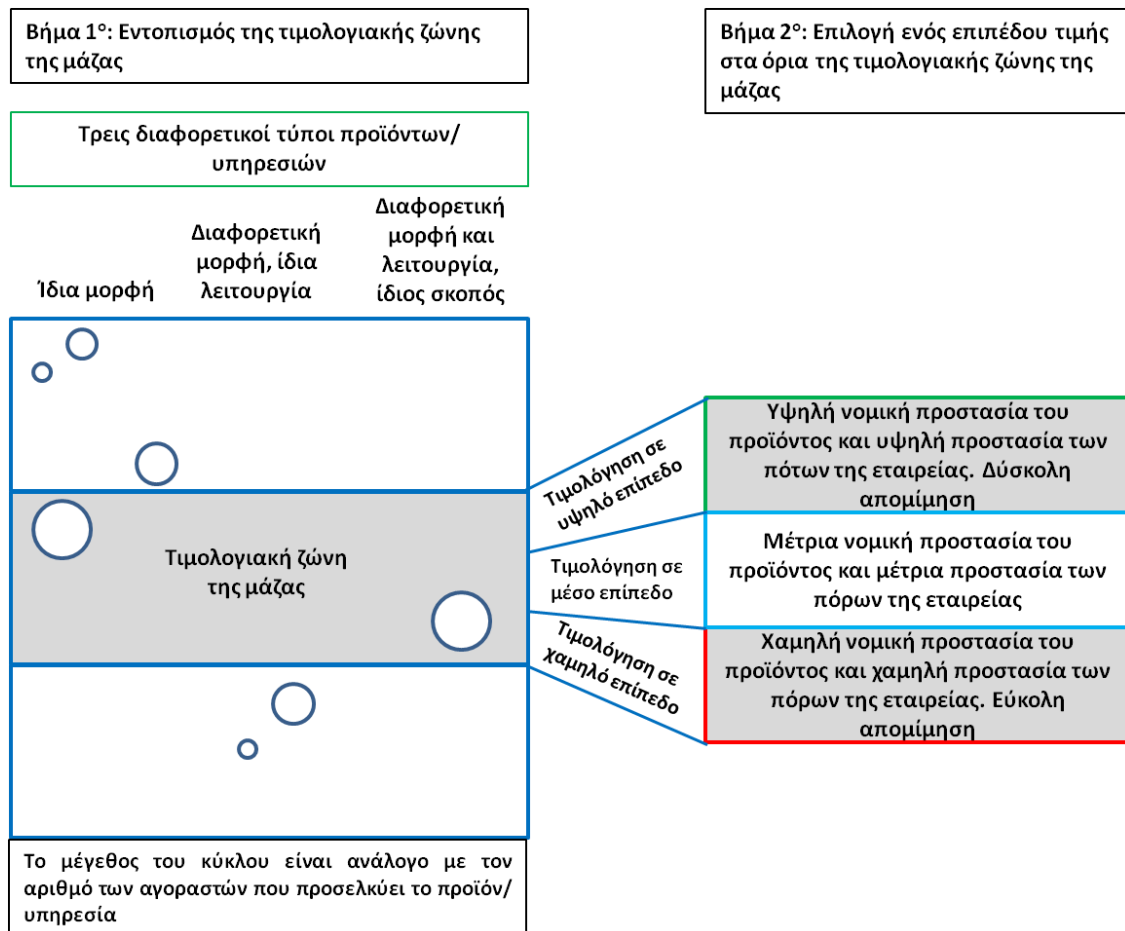 Βήμα 1°: Εντοπισμός της τιμολογιακής ζώνης
της μάζας
Βήμα 2°: Επιλογή ενός επιπέδου τιμής
στα όρια της τιμολογιακής ζώνης της
μάζας
Τρεις διαφορετικοί τύποι προϊόντων/
υπηρεσιών
Ίδια μορφή
Διαφορετική
μορφή, ίδια
λειτουργία
Διαφορετική
μορφή και
λειτουργία,
ίδιος σκοπός
Τιμολογιακή ζώνη
της μάζας
Τιμολόγηση σε
υψηλό επίπεδο
Τιμολόγηση σε
μέσο επίπεδο
Τιμολόγηση σε
χαμηλό επίπεδο
Υψηλή νομική προστασία του
προϊόντος και υψηλή προστασία των
πότων της εταιρείας. Δύσκολη
απομίμηση
Μέτρια νομική προστασία του
προϊόντος και μέτρια προστασία των
πόρων της εταιρείας
Χαμηλή νομική προστασία του
προϊόντος και χαμηλή προστασία των
πόρων της εταιρείας. Εύκολη
απομίμηση
Το μέγεθος του κύκλου είναι ανάλογο με τον
αριθμό των αγοραστών που προσελκύει το προϊόν/
υπηρεσία